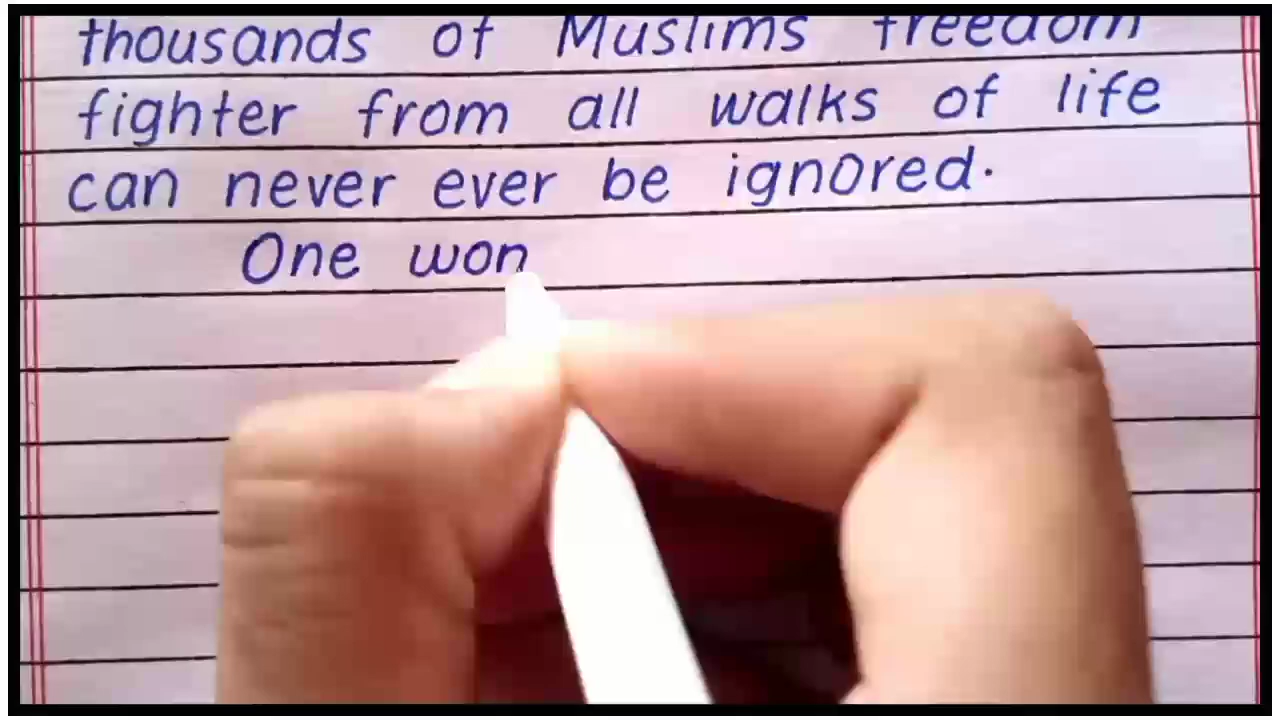 thousands of Muslims freedom
fighter from all walks of life
can never ever be ignored.
One won